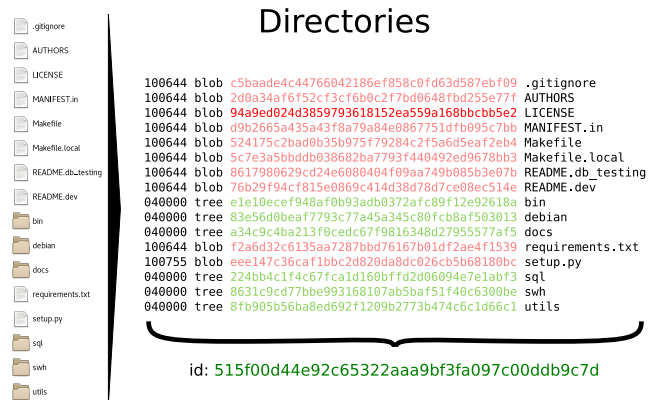 Directories
.gitignore
AUTHORS
LICENSE
MANIFEST.in
Makefile
Makefile.local
README.db_testing
README.dev
bin
debian
docs
requirements.txt
setup.py
sql
swh
utils
100644 blob c5baade4c44766042186ef858c0fd63d587ebf09 .gitignore
100644 blob 2d0a34af6f52cf3cf6b0c2f7bd0648fbd255e77f AUTHORS
100644 blob 94a9ed024d3859793618152ea559a168bbcbb5e2 LICENSE
100644 blob d9b2665a435a43f8a79a84e0867751dfb095c7bb MANIFEST.in
100644 blob 524175c2bad0b35b975f79284c2f5a6d5eaf2eb4 Makefile
100644 blob 5c7e3a5bbddb038682ba7793f440492ed9678bb3 Makefile.local
100644 blob 8617980629cd24e6080404f09aa749b085b3e07b README.db_testing
100644 blob 76b29f94cf815e0869c414d38d78d7ce08ec514e README.dev
040000 tree e1e10ecef948af0b93adb0372afc89f12e92618a bin
040000 tree 83e56d0beaf7793c77a45a345c80fcb8af503013 debian
040000 tree a34c9c4ba213f0cedc67f9816348d27955577af5 docs
100644 blob f2a6d32c6135aa7287bbd76167b01df2ae4f1539 requirements.txt
100755 blob eee147c36caf1bbc2d820da8dc026cb5b68180bc setup.py
040000 tree 224bb4c1f4c67fca1d160bffd2d06094e7e1abf3 sql
040000 tree 8631c9cd77bbe993168107ab5baf51f40c6300be swh
040000 tree 8fb905b56ba8ed692f1209b2773b474c6c1d66c1 utils
id: 515f00d44e92c65322aaa9bf3fa097c00ddb9c7d